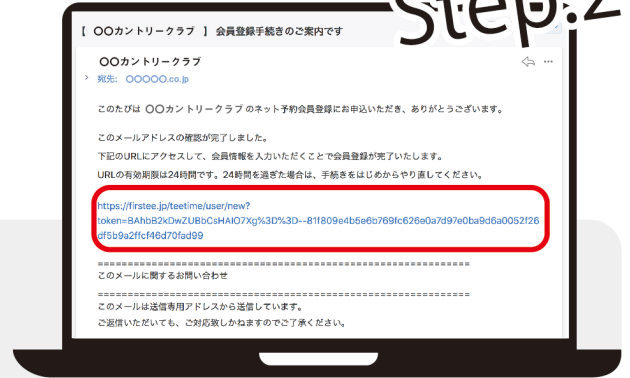 Step.2
【 〇〇カントリークラブ 】 会員登録手続きのご案内です
〇〇カントリークラブ
宛先: 〇〇〇〇〇.co.jp
このたびは 〇〇カントリークラブ のネット予約会員登録にお申込いただき、ありがとうございます。
このメールアドレスの確認が完了しました。
下記のURLにアクセスして、会員情報を入力いただくことで会員登録が完了いたします。
URLの有効期限は24時間です。24時間を過ぎた場合は、手続きをはじめからやり直してください。
https://firstee.jp/teetime/user/new?
token=BAhbB2kDwZUBbCsHAIO7Xg%3D%3D--81f809e4b5e6b769fc626e0a7d97e0ba9d6a0052f26
df5b9a2ffcf46d70fad99
==============================================================
このメールに関するお問い合わせ
==============================================================
このメールは送信専用アドレスから送信しています。
ご返信いただいても、ご対応致しかねますのでご了承ください。